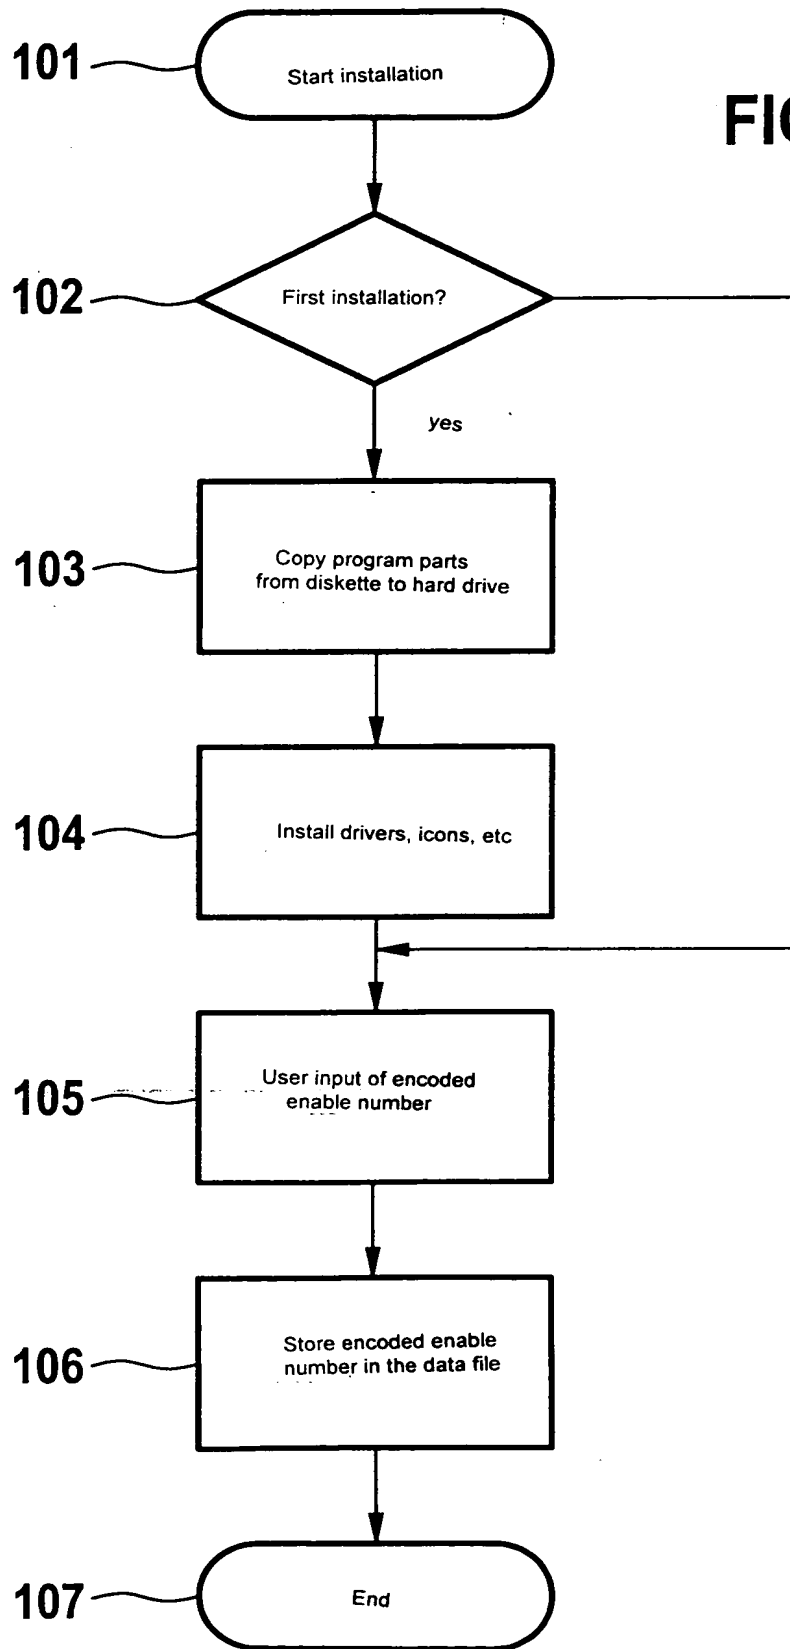 101
Start installation
FIG
102
First installation?
yes
103
Copy program parts
from diskette to hard drive
104
Install drivers, icons, etc
105
User input of encoded
enable number
106
Store encoded enable
number in the data file
107
End